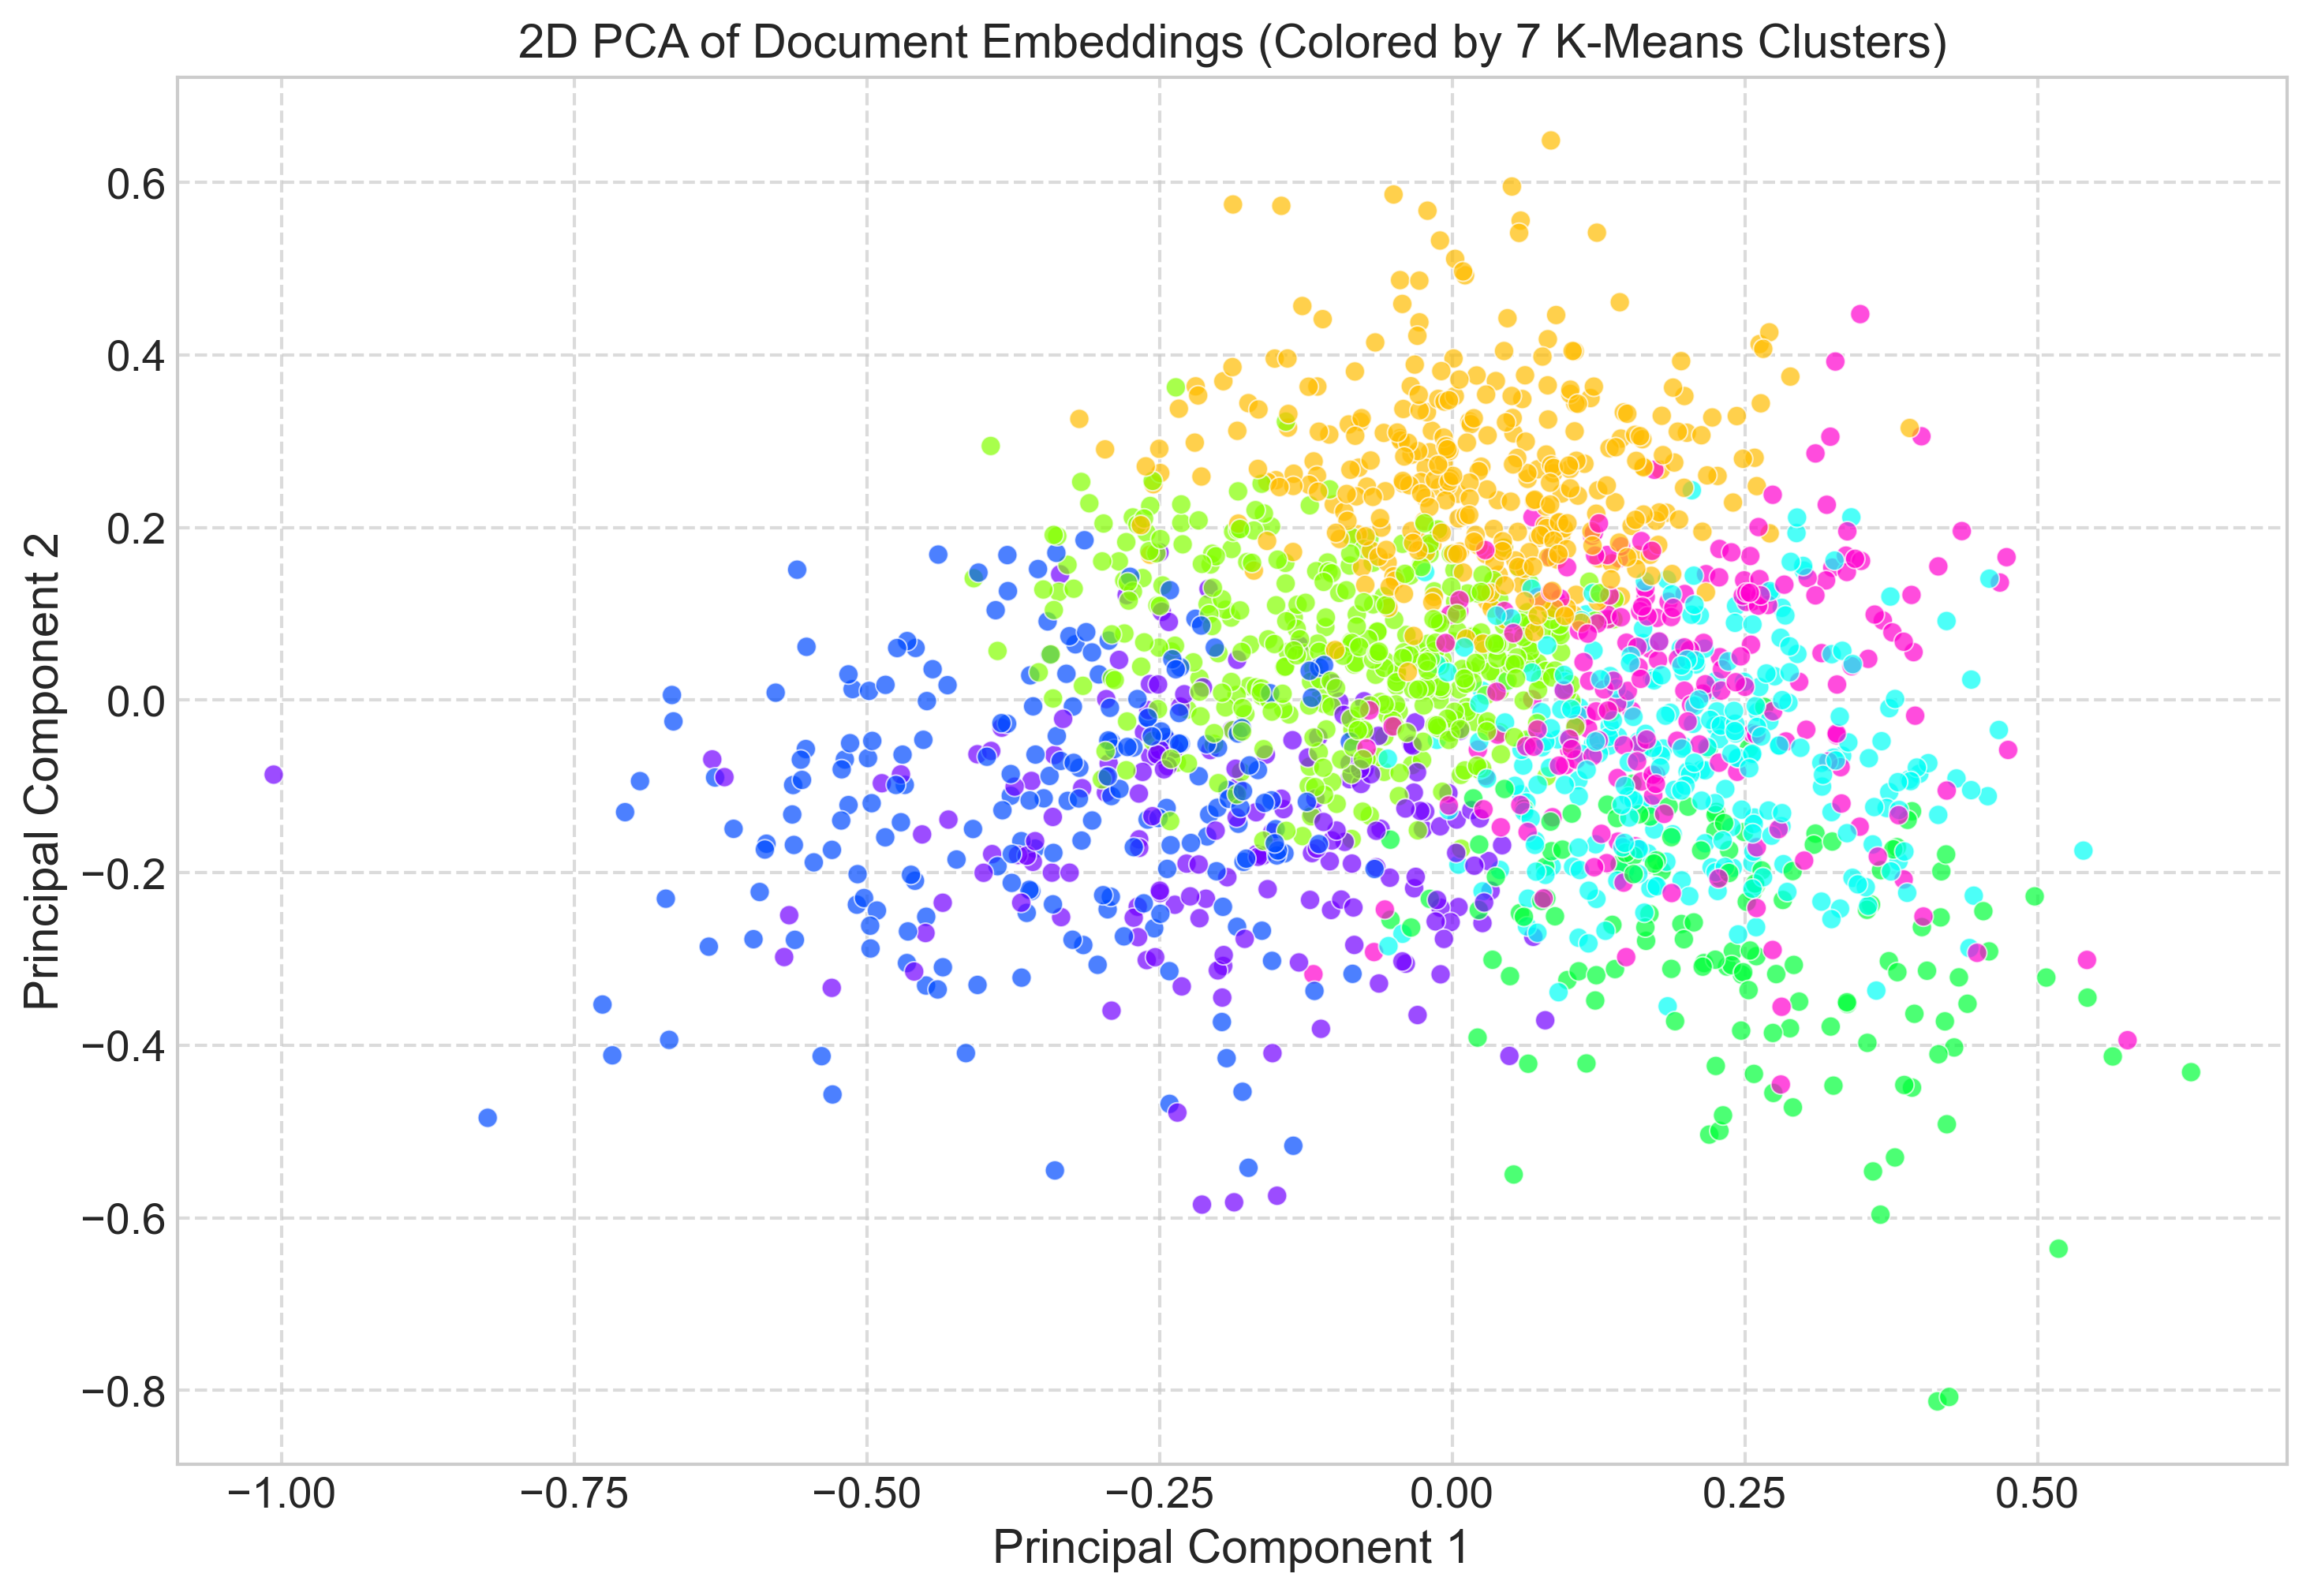 2D PCA of Document Embeddings (Colored by 7 K-Means Clusters)
Principal Component 2
0.6
0.4
0.2
0.0
−0.2
−0.4
−0.6
−0.8
−1.00 −0.75 −0.50 −0.25 0.00 0.25 0.50
Principal Component 1